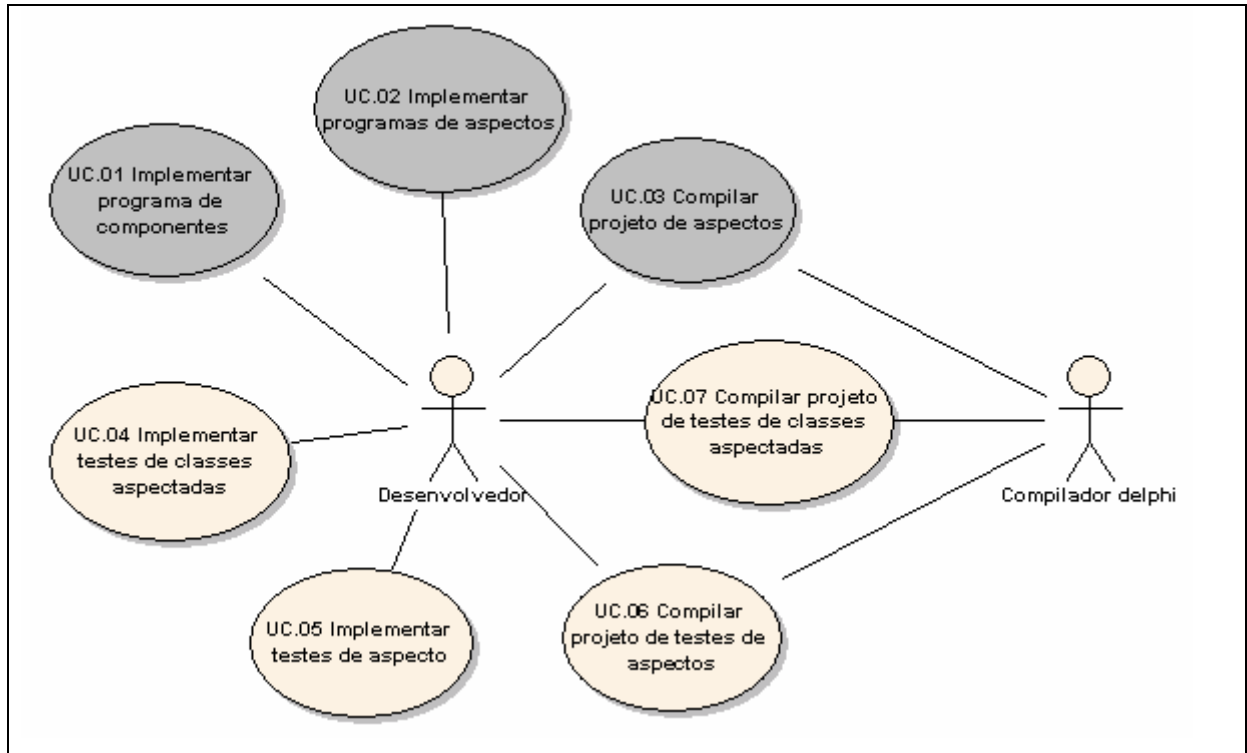 UC.02 Implementar
programas de aspectos
UC.01 Implementar
programa de
componentes
UC.03 Compilar
projeto de aspectos
UC.07 Compilar projeto
de testes de classes
aspectadas
UC.04 Implementar
testes de classes
aspectadas
Desenvolvedor
Compilador delphi
UC.05 Implementar
testes de aspecto
UC.06 Compilar
projeto de testes de
aspectos